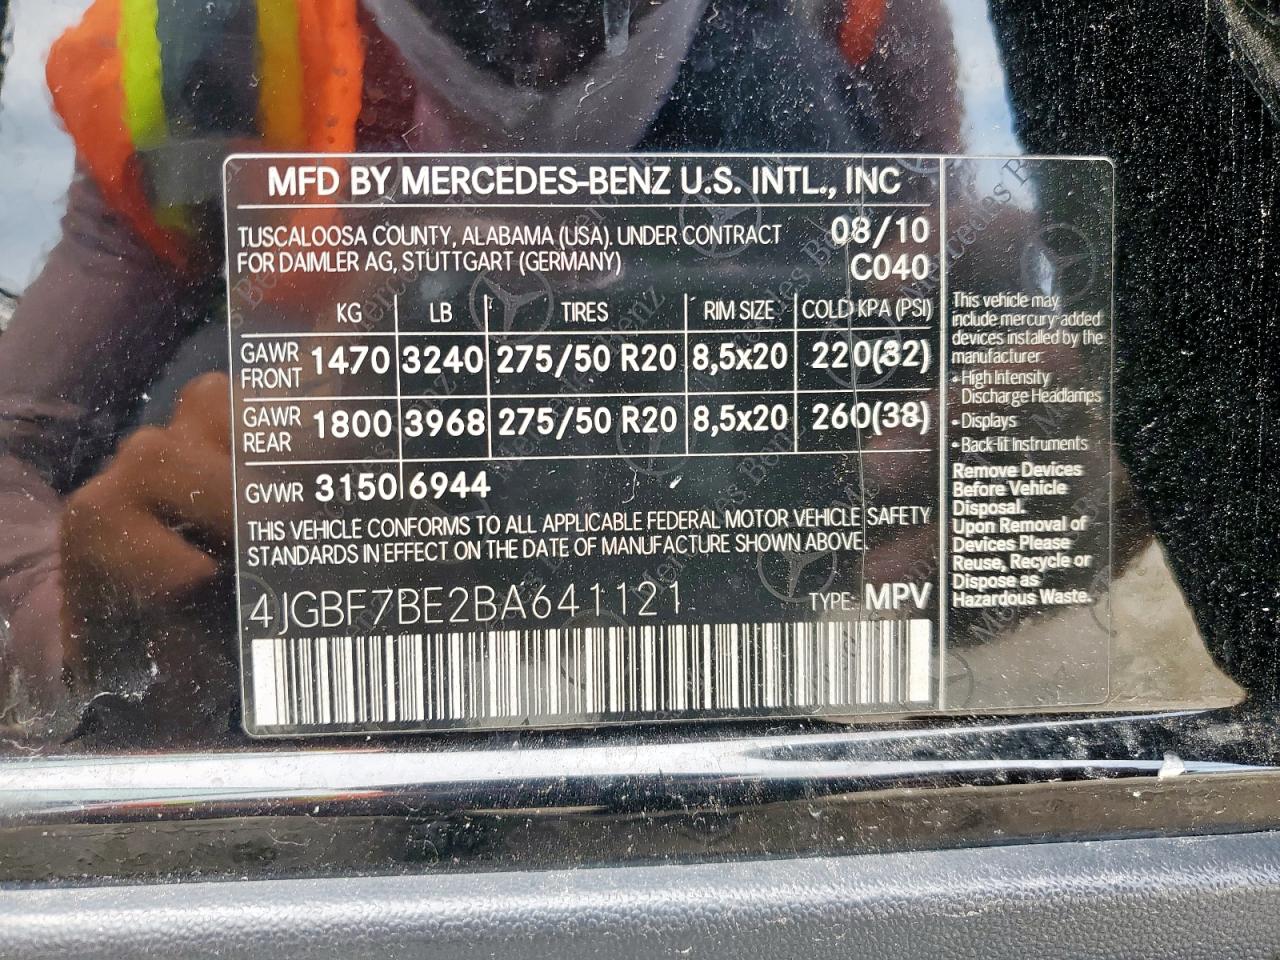 MFD BY MERCEDES-BENZ U.S. INTL., INC
TUSCALOOSA COUNTY, ALABAMA (USA). UNDER CONTRACT 08/10
FOR DAIMLER AG, STUTTGART (GERMANY) C040
KG LB TIRES RIM SIZE COLD KPA (PSI)
GAWR FRONT 1470 3240 275/50 R20 8,5x20 220(32)
GAWR REAR 1800 3968 275/50 R20 8,5x20 260(38)
GVWR 3150 6944
THIS VEHICLE CONFORMS TO ALL APPLICABLE FEDERAL MOTOR VEHICLE SAFETY
STANDARDS IN EFFECT ON THE DATE OF MANUFACTURE SHOWN ABOVE.
4JGBF7BE2BA641121 TYPE: MPV
This vehicle may
include mercury-added
devices installed by the
manufacturer:
• High Intensity
Discharge Headlamps
• Displays
• Back-lit Instruments
Remove Devices
Before Vehicle
Disposal.
Upon Removal of
Devices Please
Reuse, Recycle or
Dispose as
Hazardous Waste.
Mercedes Benz